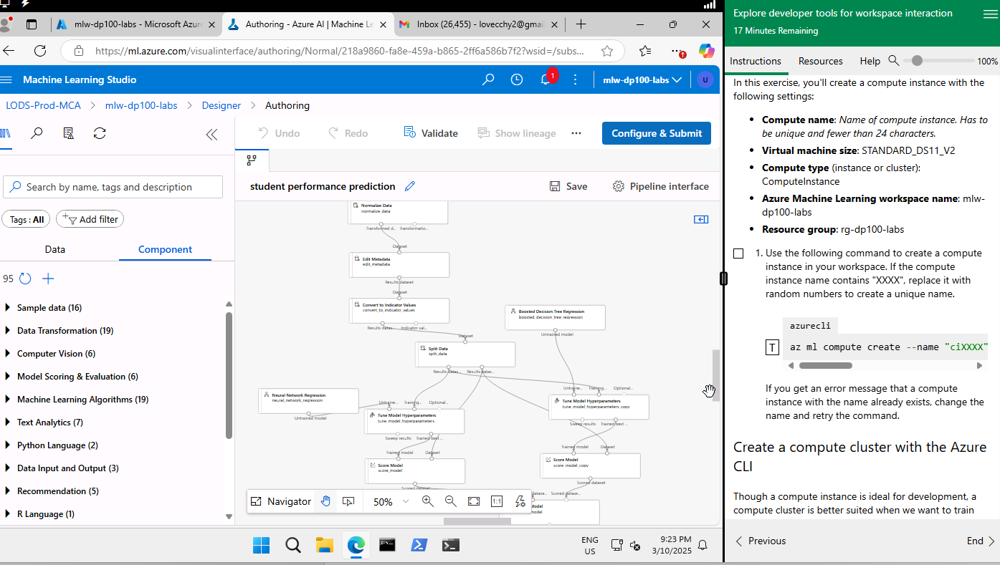 mlw-dp100-labs - Microsoft Azure
Authoring - Azure AI | Machine Le
Inbox (26,455) - lovecchy2@gmai
https://ml.azure.com/visualinterface/authoring/Normal/218a9860-fa8e-459a-b865-2ff6a586b7f2?wsid=/subs...
Machine Learning Studio
1
mlw-dp100-labs
U
LODS-Prod-MCA > mlw-dp100-labs > Designer > Authoring
Undo
Redo
Validate
Show lineage
Configure & Submit
Search by name, tags and description
Tags : All
Add filter
Data
Component
95
Sample data (16)
Data Transformation (19)
Computer Vision (6)
Model Scoring & Evaluation (6)
Machine Learning Algorithms (19)
Text Analytics (7)
Python Language (2)
Data Input and Output (3)
Recommendation (5)
R Language (1)
student performance prediction
Save
Pipeline interface
Normalize Data
normalize_data
Transformed d...
Transformatio...
Dataset
Edit Metadata
edit_metadata
Results dataset
Dataset
Convert to Indicator Values
convert_to_indicator_values
Results datas...
Indicator val...
Boosted Decision Tree Regression
boosted_decision_tree_regression
Untrained model
Dataset
Split Data
split_data
Results datas...
Results datas...
Neural Network Regression
neural_network_regression
Untrained model
Untraine...
Training...
Optional...
Tune Model Hyperparameters
tune_model_hyperparameters
Sweep results
Trained best ...
Untraine...
Training...
Optional...
Tune Model Hyperparameters
tune_model_hyperparameters_copy
Sweep results
Trained best ...
Trained model
Dataset
Score Model
score_model
Scored dataset
Trained model
Dataset
Score Model
score_model_copy
Scored dataset
Scored datase...
Navigator
50%
1:1
ENG
US
9:23 PM
3/10/2025
Explore developer tools for workspace interaction
17 Minutes Remaining
Instructions
Resources
Help
100%
In this exercise, you'll create a compute instance with the
following settings:
• Compute name: Name of compute instance. Has to
be unique and fewer than 24 characters.
• Virtual machine size: STANDARD_DS11_V2
• Compute type (instance or cluster):
ComputeInstance
• Azure Machine Learning workspace name: mlw-
dp100-labs
• Resource group: rg-dp100-labs
1. Use the following command to create a compute
instance in your workspace. If the compute
instance name contains "XXXX", replace it with
random numbers to create a unique name.
azurecli
T
az ml compute create --name "ciXXXX"
If you get an error message that a compute
instance with the name already exists, change the
name and retry the command.
Create a compute cluster with the Azure
CLI
Though a compute instance is ideal for development, a
compute cluster is better suited when we want to train
Previous
End